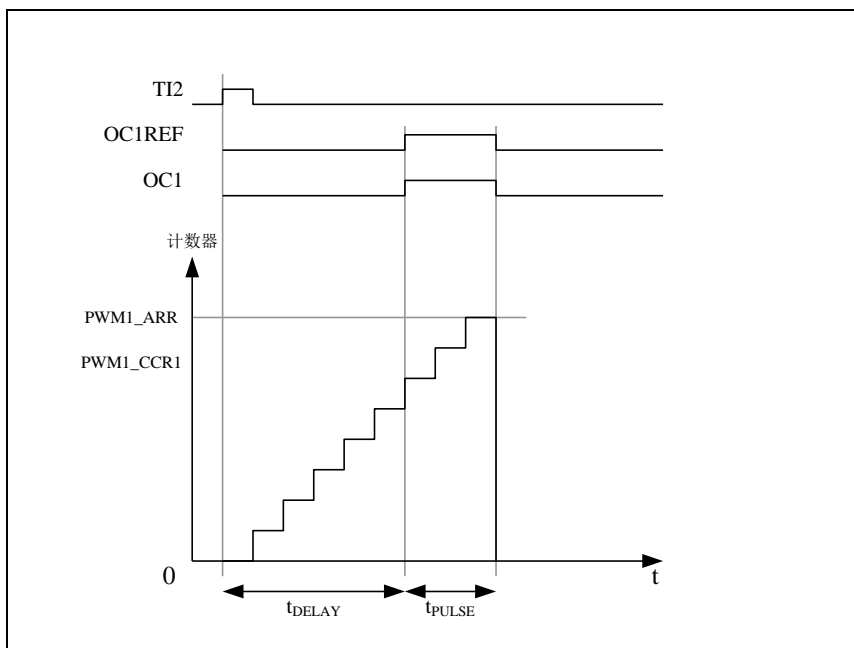 TI2
OC1REF
OC1
计数器
PWM1_ARR
PWM1_CCR1
0
t
tDELAY
tPULSE